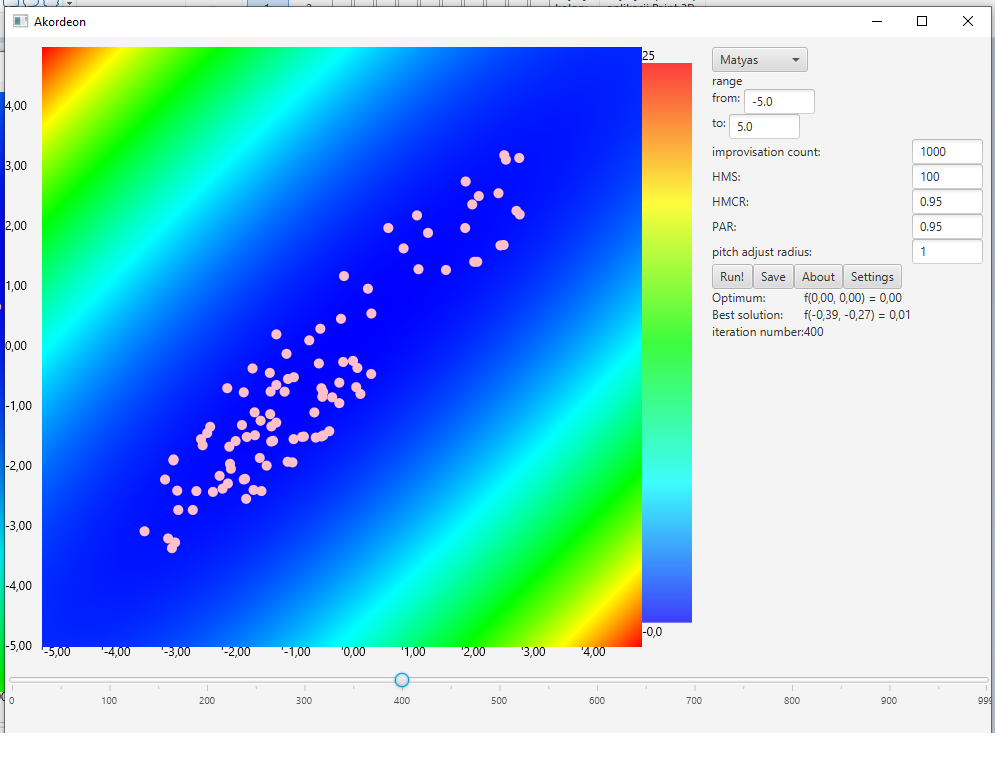 Akordeon
25
4,00
3,00
2,00
1,00
0,00
-1,00
-2,00
-3,00
-4,00
-5,00
-0,0
'-5,00 '-4,00 '-3,00 '-2,00 '-1,00 '0,00 '1,00 '2,00 '3,00 '4,00
0 100 200 300 400 500 600 700 800 900 999
Matyas
range
from: -5.0
to: 5.0
improvisation count: 1000
HMS: 100
HMCR: 0.95
PAR: 0.95
pitch adjust radius: 1
Run! Save About Settings
Optimum: f(0,00, 0,00) = 0,00
Best solution: f(-0,39, -0,27) = 0,01
iteration number:400